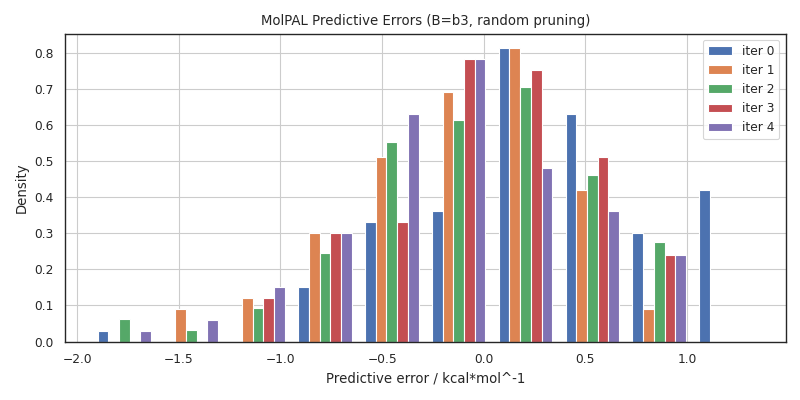 MolPAL Predictive Errors (B=b3, random pruning)
iter 0
iter 1
iter 2
iter 3
iter 4
Density
0.8
0.7
0.6
0.5
0.4
0.3
0.2
0.1
0.0
−2.0 −1.5 −1.0 −0.5 0.0 0.5 1.0
Predictive error / kcal*mol^-1